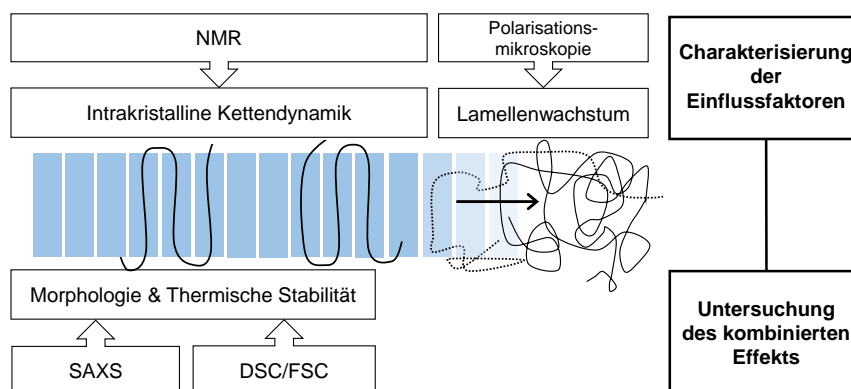 NMR
Polarisations-
mikroskopie
Charakterisierung
der
Einflussfaktoren
Intrakristalline Kettendynamik
Lamellenwachstum
Morphologie & Thermische Stabilität
SAXS
DSC/FSC
Untersuchung
des kombinierten
Effekts